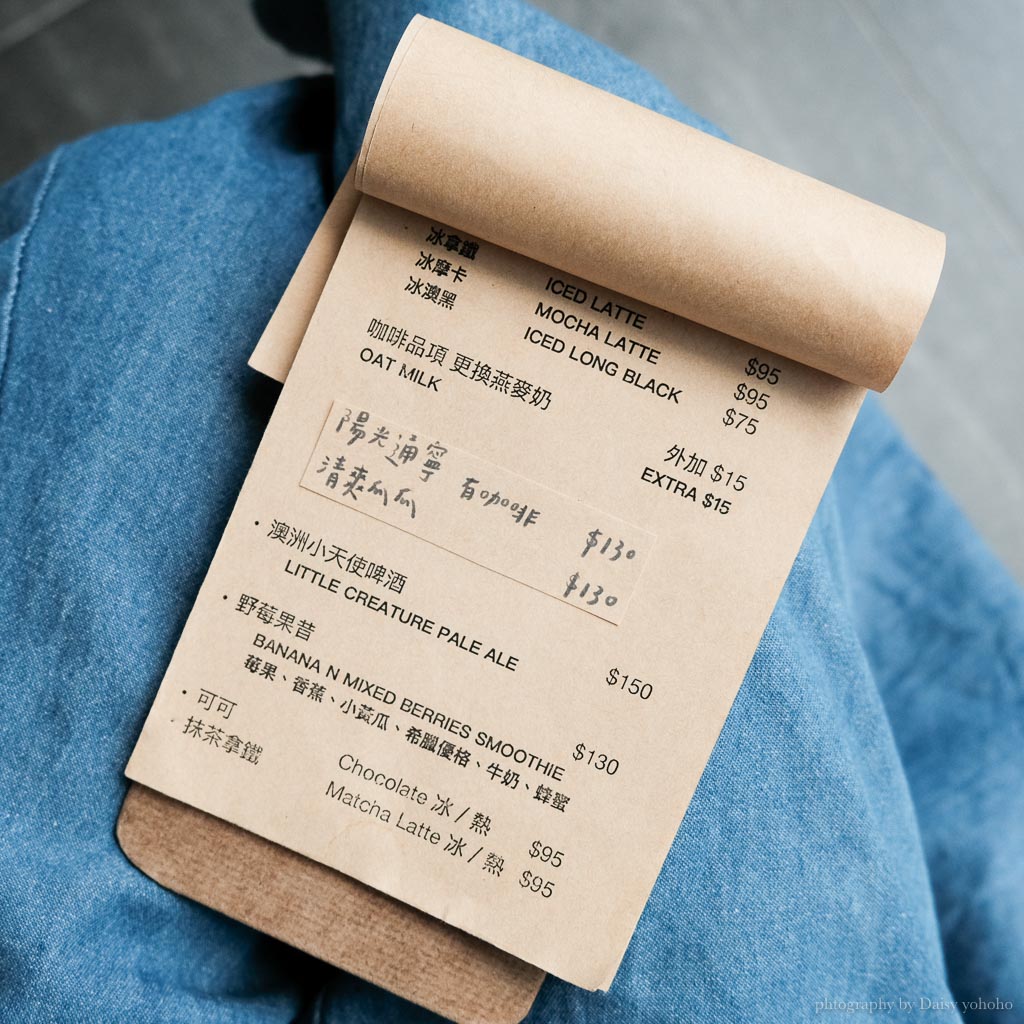 冰拿鐵 ICED LATTE $95
冰摩卡 MOCHA LATTE $95
冰澳黑 ICED LONG BLACK $75
咖啡品項 更換燕麥奶 外加 $15
OAT MILK EXTRA $15
陽光通寧 有咖啡 $130
清爽瓜瓜 $130
· 澳洲小天使啤酒
LITTLE CREATURE PALE ALE $150
· 野莓果昔
BANANA N MIXED BERRIES SMOOTHIE $130
莓果、香蕉、小黃瓜、希臘優格、牛奶、蜂蜜
· 可可 Chocolate 冰 / 熱 $95
· 抹茶拿鐵 Matcha Latte 冰 / 熱 $95
phtography by Daisy yohoho